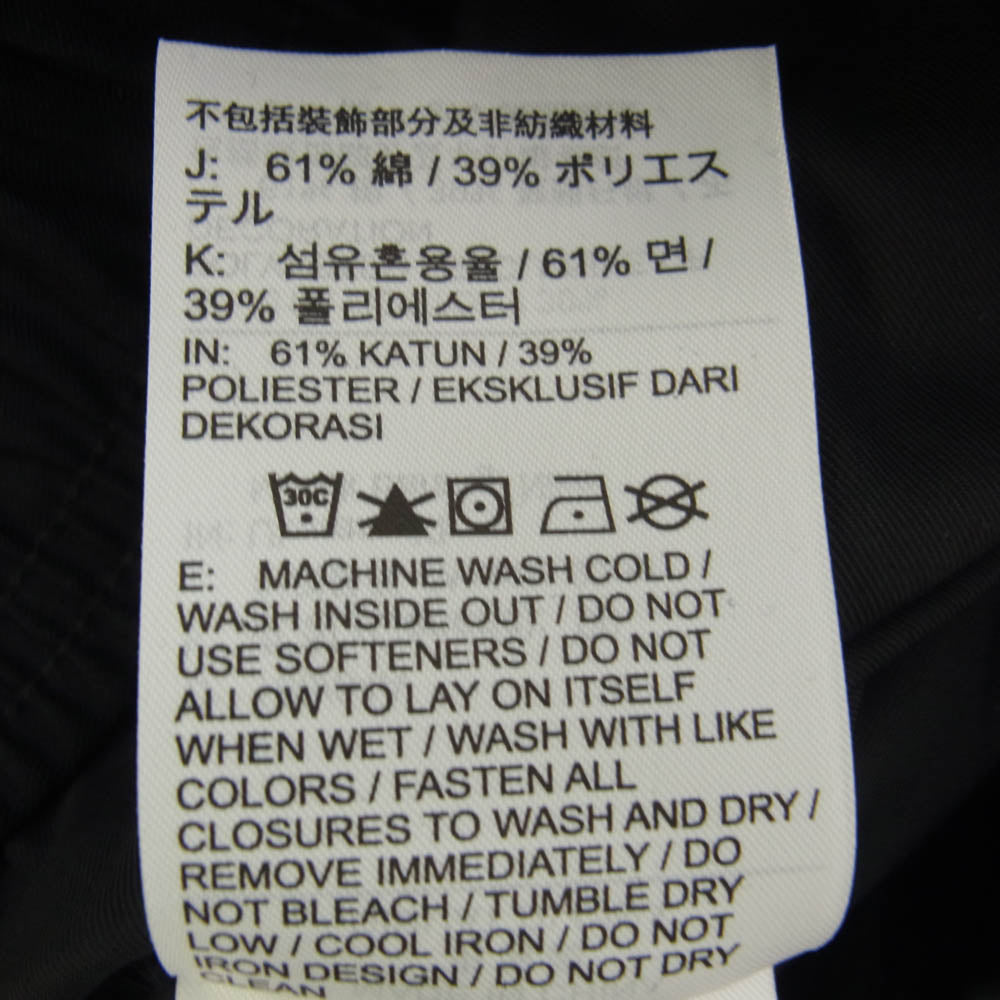 不包括裝飾部分及非紡織材料
J: 61% 綿 / 39% ポリエス
テル
K: 섬유혼용율 / 61% 면 /
39% 폴리에스터
IN: 61% KATUN / 39%
POLIESTER / EKSKLUSIF DARI
DEKORASI
30C
E: MACHINE WASH COLD /
WASH INSIDE OUT / DO NOT
USE SOFTENERS / DO NOT
ALLOW TO LAY ON ITSELF
WHEN WET / WASH WITH LIKE
COLORS / FASTEN ALL
CLOSURES TO WASH AND DRY /
REMOVE IMMEDIATELY / DO
NOT BLEACH / TUMBLE DRY
LOW / COOL IRON / DO NOT
IRON DESIGN / DO NOT DRY
CLEAN